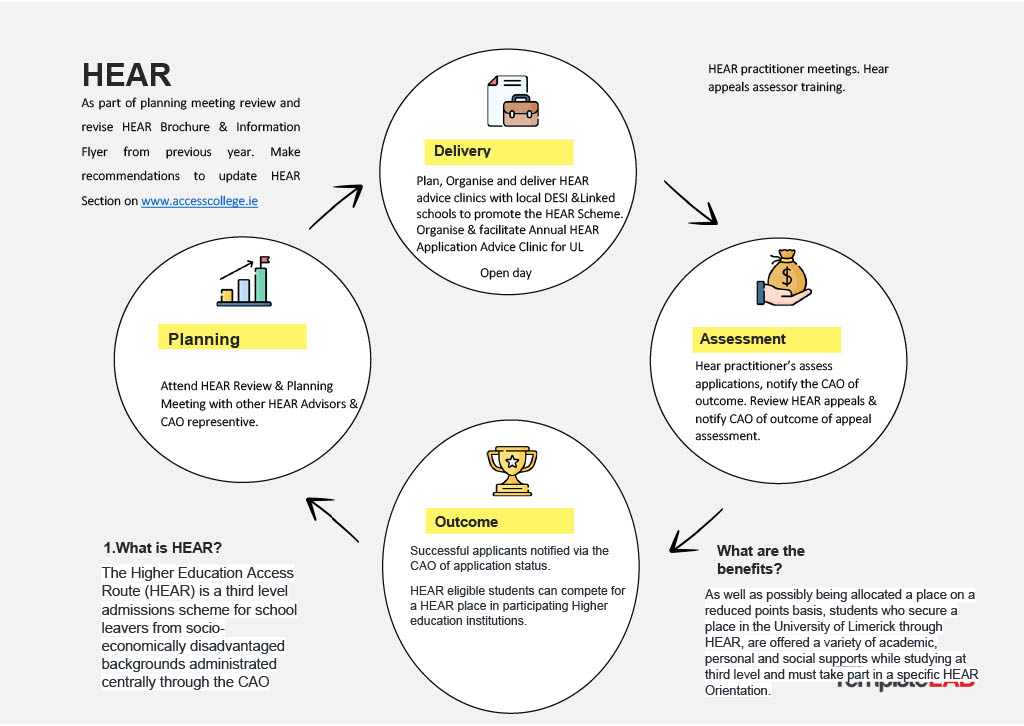 HEAR
As part of planning meeting review and
revise HEAR Brochure & Information
Flyer from previous year. Make
recommendations to update HEAR
Section on www.accesscollege.ie
HEAR practitioner meetings. Hear
appeals assessor training.
Delivery
Plan, Organise and deliver HEAR
advice clinics with local DESI &Linked
schools to promote the HEAR Scheme.
Organise & facilitate Annual HEAR
Application Advice Clinic for UL
Open day
Planning
Attend HEAR Review & Planning
Meeting with other HEAR Advisors &
CAO representive.
$
Assessment
Hear practitioner’s assess
applications, notify the CAO of
outcome. Review HEAR appeals &
notify CAO of outcome of appeal
assessment.
Outcome
Successful applicants notified via the
CAO of application status.
HEAR eligible students can compete for
a HEAR place in participating Higher
education institutions.
1.What is HEAR?
The Higher Education Access
Route (HEAR) is a third level
admissions scheme for school
leavers from socio-
economically disadvantaged
backgrounds administrated
centrally through the CAO
What are the
benefits?
As well as possibly being allocated a place on a
reduced points basis, students who secure a
place in the University of Limerick through
HEAR, are offered a variety of academic,
personal and social supports while studying at
third level and must take part in a specific HEAR
Orientation.